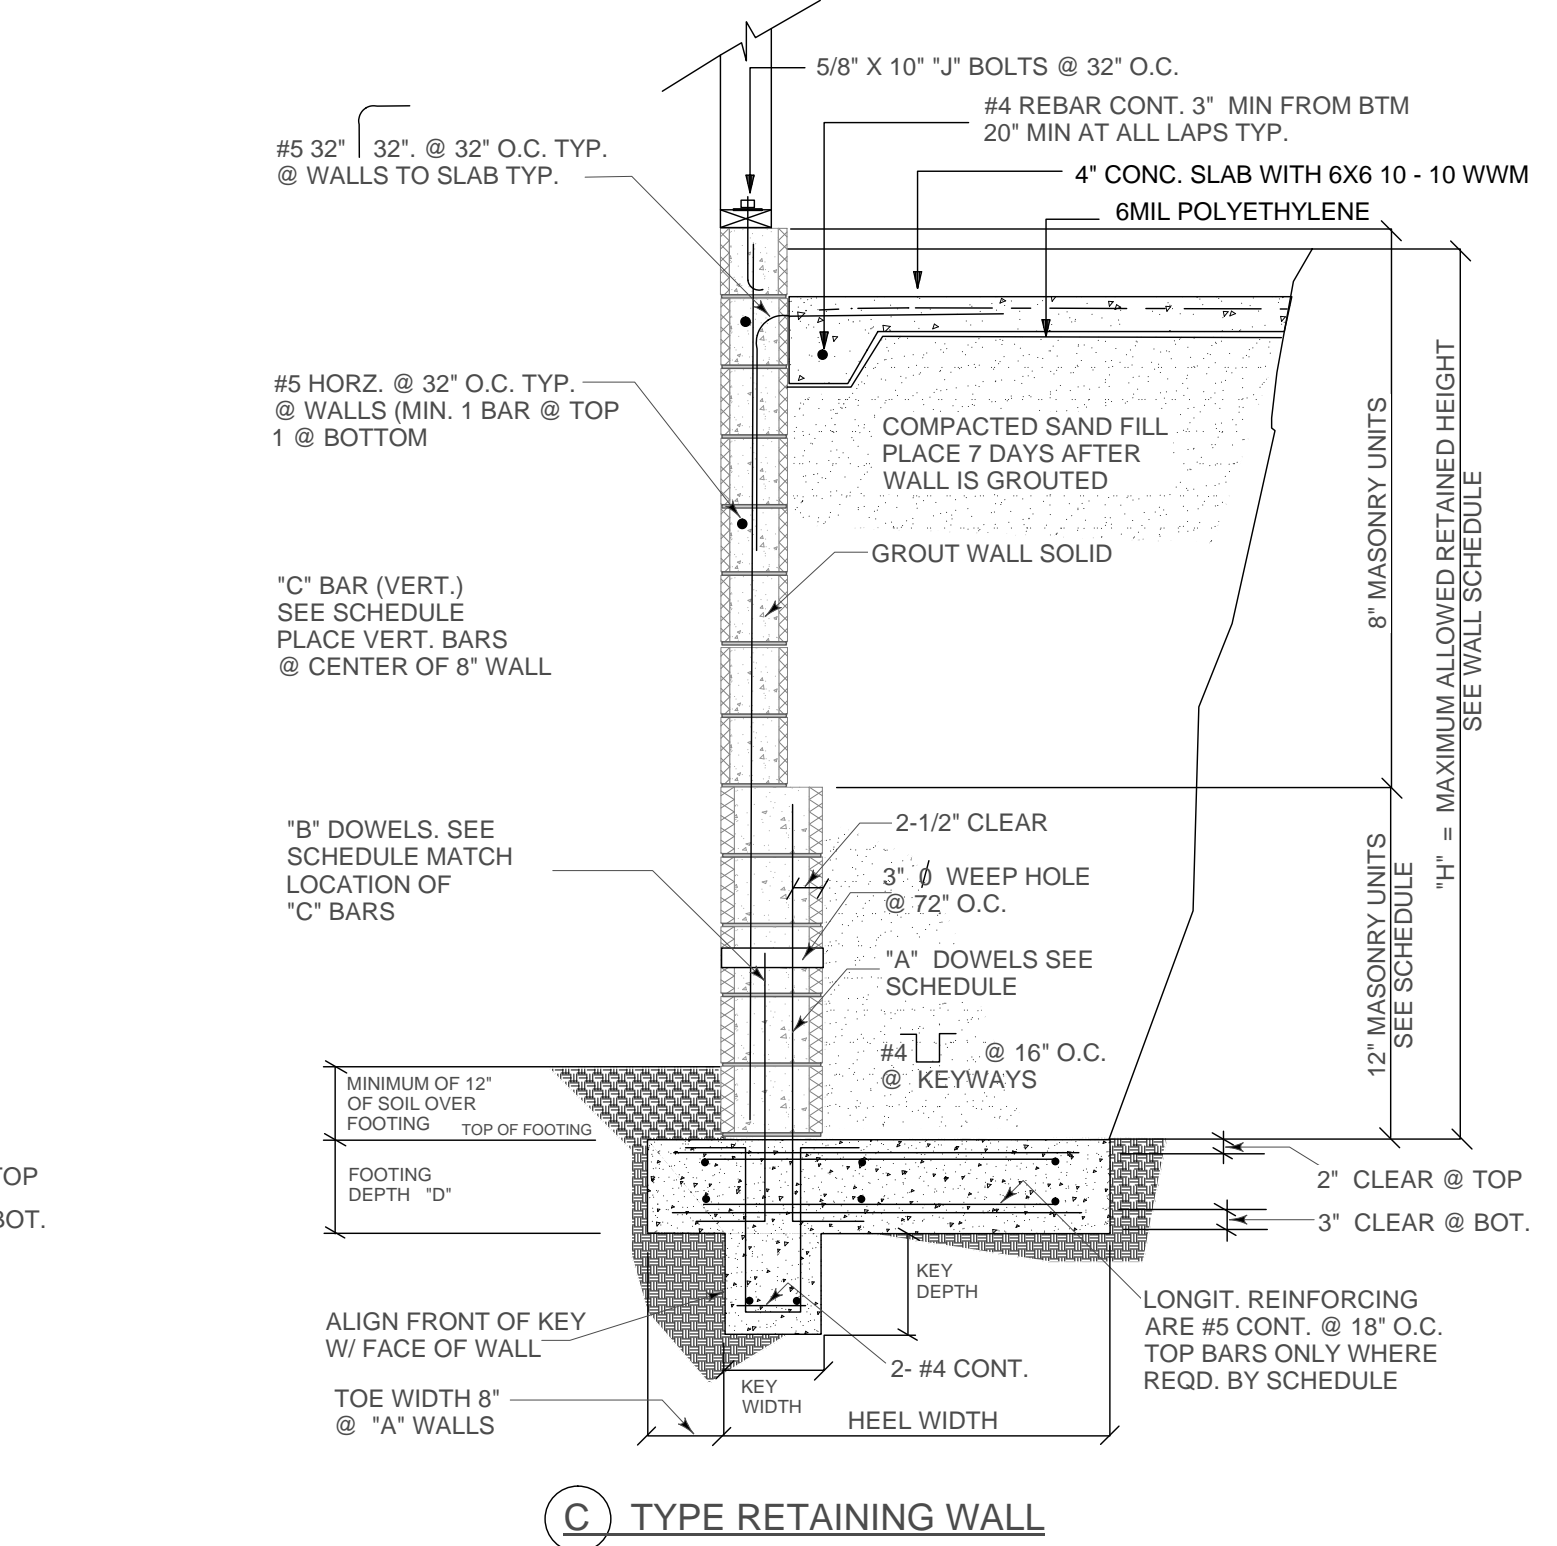 5/8" X 10" "J" BOLTS @ 32" O.C.
#4 REBAR CONT. 3" MIN FROM BTM
20" MIN AT ALL LAPS TYP.
4" CONC. SLAB WITH 6X6 10 - 10 WWM
6MIL POLYETHYLENE
#5 32" 32". @ 32" O.C. TYP.
@ WALLS TO SLAB TYP.
#5 HORZ. @ 32" O.C. TYP.
@ WALLS (MIN. 1 BAR @ TOP
1 @ BOTTOM
COMPACTED SAND FILL
PLACE 7 DAYS AFTER
WALL IS GROUTED
GROUT WALL SOLID
"C" BAR (VERT.)
SEE SCHEDULE
PLACE VERT. BARS
@ CENTER OF 8" WALL
8" MASONRY UNITS
"H" = MAXIMUM ALLOWED RETAINED HEIGHT
SEE WALL SCHEDULE
"B" DOWELS. SEE
SCHEDULE MATCH
LOCATION OF
"C" BARS
2-1/2" CLEAR
3" Ø WEEP HOLE
@ 72" O.C.
"A" DOWELS SEE
SCHEDULE
#4 @ 16" O.C.
@ KEYWAYS
12" MASONRY UNITS
SEE SCHEDULE
MINIMUM OF 12"
OF SOIL OVER
FOOTING
TOP OF FOOTING
FOOTING
DEPTH "D"
TOP
BOT.
2" CLEAR @ TOP
3" CLEAR @ BOT.
KEY
DEPTH
ALIGN FRONT OF KEY
W/ FACE OF WALL
LONGIT. REINFORCING
ARE #5 CONT. @ 18" O.C.
TOP BARS ONLY WHERE
REQD. BY SCHEDULE
2- #4 CONT.
KEY
WIDTH
TOE WIDTH 8"
@ "A" WALLS
HEEL WIDTH
C TYPE RETAINING WALL